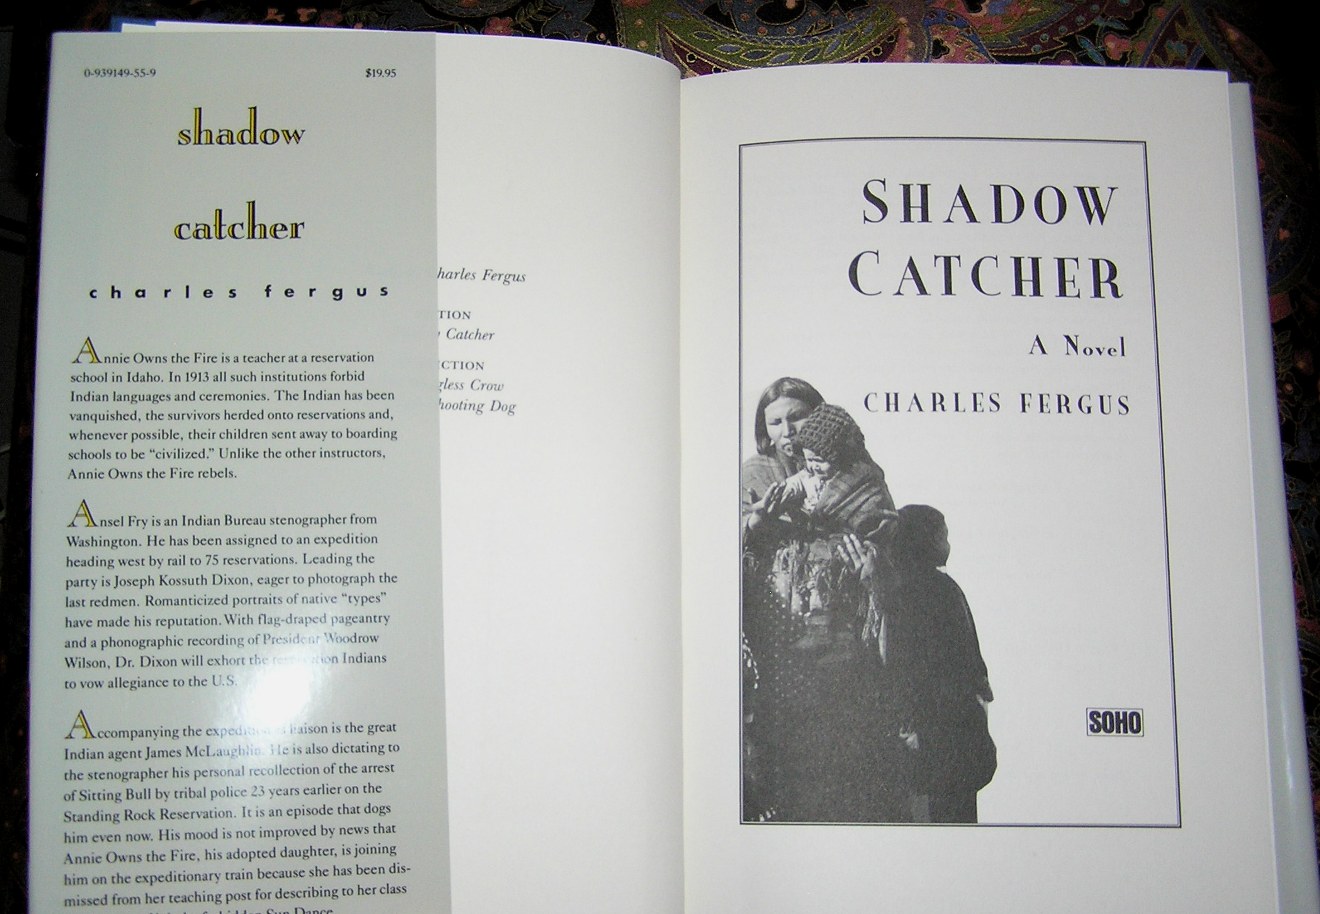 0-939149-55-9 $19.95
shadow
catcher
charles fergus
Annie Owns the Fire is a teacher at a reservation
school in Idaho. In 1913 all such institutions forbid
Indian languages and ceremonies. The Indian has been
vanquished, the survivors herded onto reservations and,
whenever possible, their children sent away to boarding
schools to be “civilized.” Unlike the other instructors,
Annie Owns the Fire rebels.
Ansel Fry is an Indian Bureau stenographer from
Washington. He has been assigned to an expedition
heading west by rail to 75 reservations. Leading the
party is Joseph Kossuth Dixon, eager to photograph the
last redmen. Romanticized portraits of native “types”
have made his reputation. With flag-draped pageantry
and a phonographic recording of President Woodrow
Wilson, Dr. Dixon will exhort the reservation Indians
to vow allegiance to the U.S.
Accompanying the expedition as liaison is the great
Indian agent James McLaughlin. He is also dictating to
the stenographer his personal recollection of the arrest
of Sitting Bull by tribal police 23 years earlier on the
Standing Rock Reservation. It is an episode that dogs
him even now. His mood is not improved by news that
Annie Owns the Fire, his adopted daughter, is joining
him on the expeditionary train because she has been dis-
missed from her teaching post for describing to her class
Sun Dance
harles Fergus
TION
Catcher
CTION
gless Crow
hooting Dog
SHADOW
CATCHER
A Novel
CHARLES FERGUS
SOHO